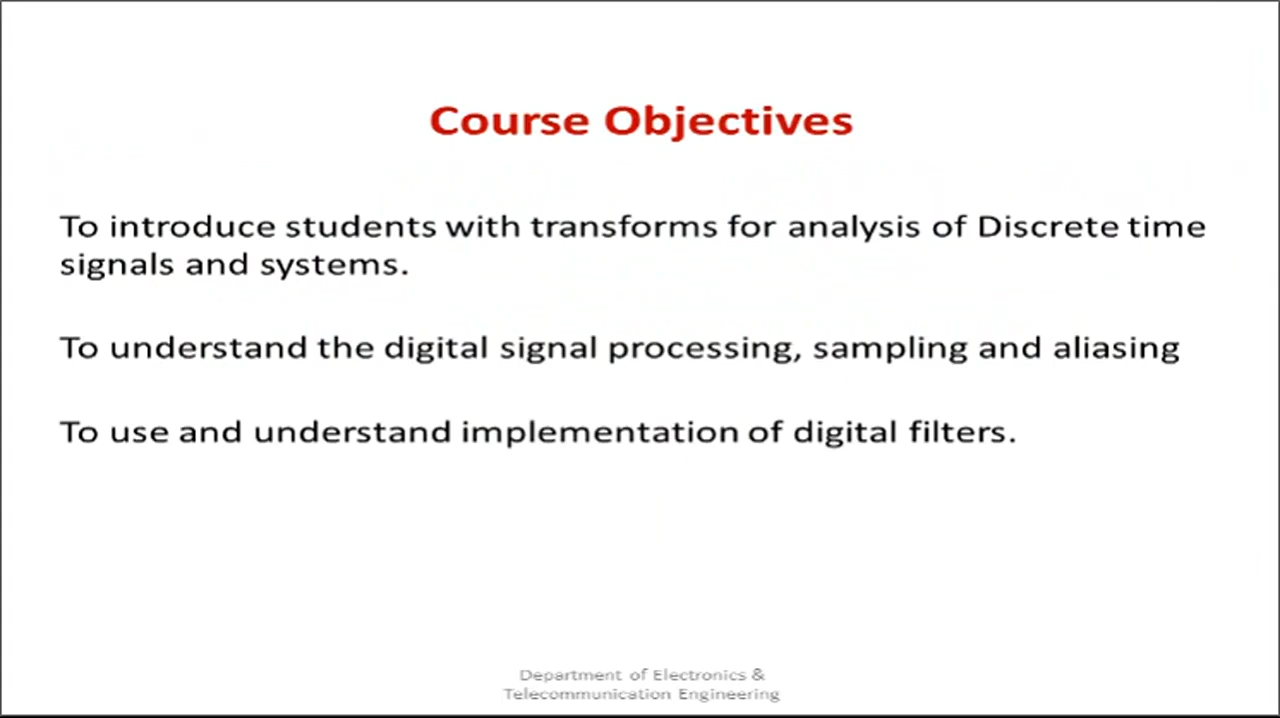 Course Objectives
To introduce students with transforms for analysis of Discrete time
signals and systems.
To understand the digital signal processing, sampling and aliasing
To use and understand implementation of digital filters.
Department of Electronics &
Telecommunication Engineering